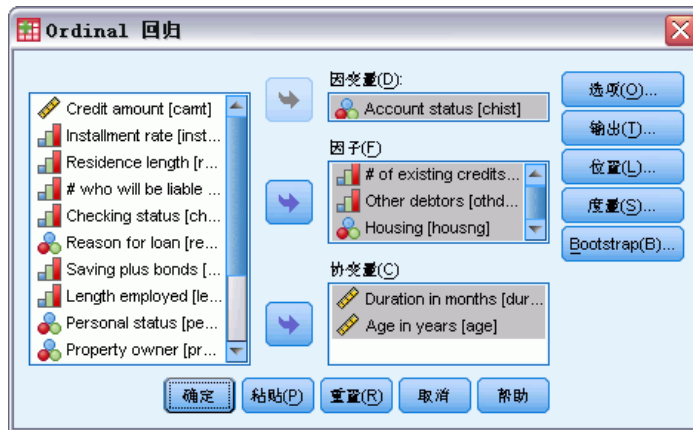 Ordinal 回归
Credit amount [camt]
Installment rate [inst...
Residence length [r...
# who will be liable ...
Checking status [ch...
Reason for loan [re...
Saving plus bonds [...
Length employed [le...
Personal status [pe...
Property owner [pr...
因变量(D):
Account status [chist]
因子(F)
# of existing credits...
Other debtors [othd...
Housing [housng]
协变量(C)
Duration in months [dur...
Age in years [age]
选项(O)...
输出(T)...
位置(L)...
度量(S)...
Bootstrap(B)...
确定
粘贴(P)
重置(R)
取消
帮助